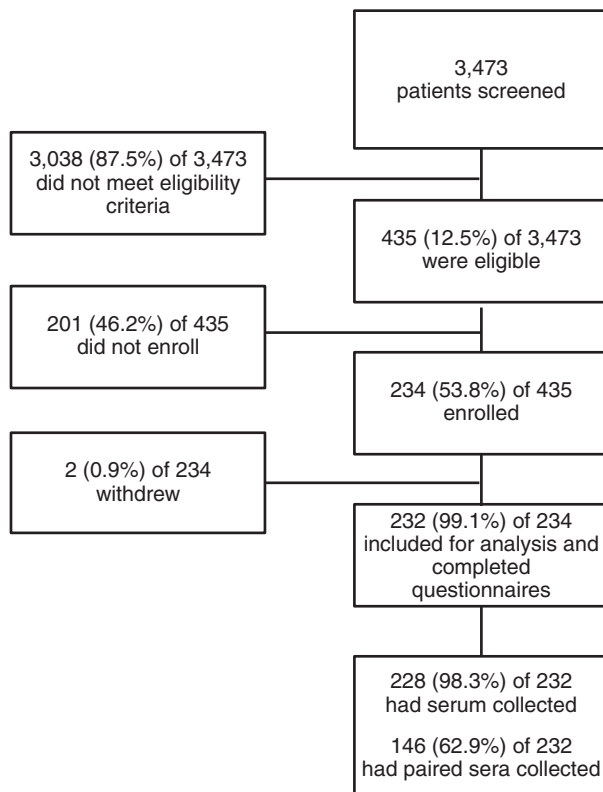 3,473
patients screened
3,038 (87.5%) of 3,473
did not meet eligibility
criteria
435 (12.5%) of 3,473
were eligible
201 (46.2%) of 435
did not enroll
234 (53.8%) of 435
enrolled
2 (0.9%) of 234
withdrew
232 (99.1%) of 234
included for analysis and
completed
questionnaires
228 (98.3%) of 232
had serum collected
146 (62.9%) of 232
had paired sera collected